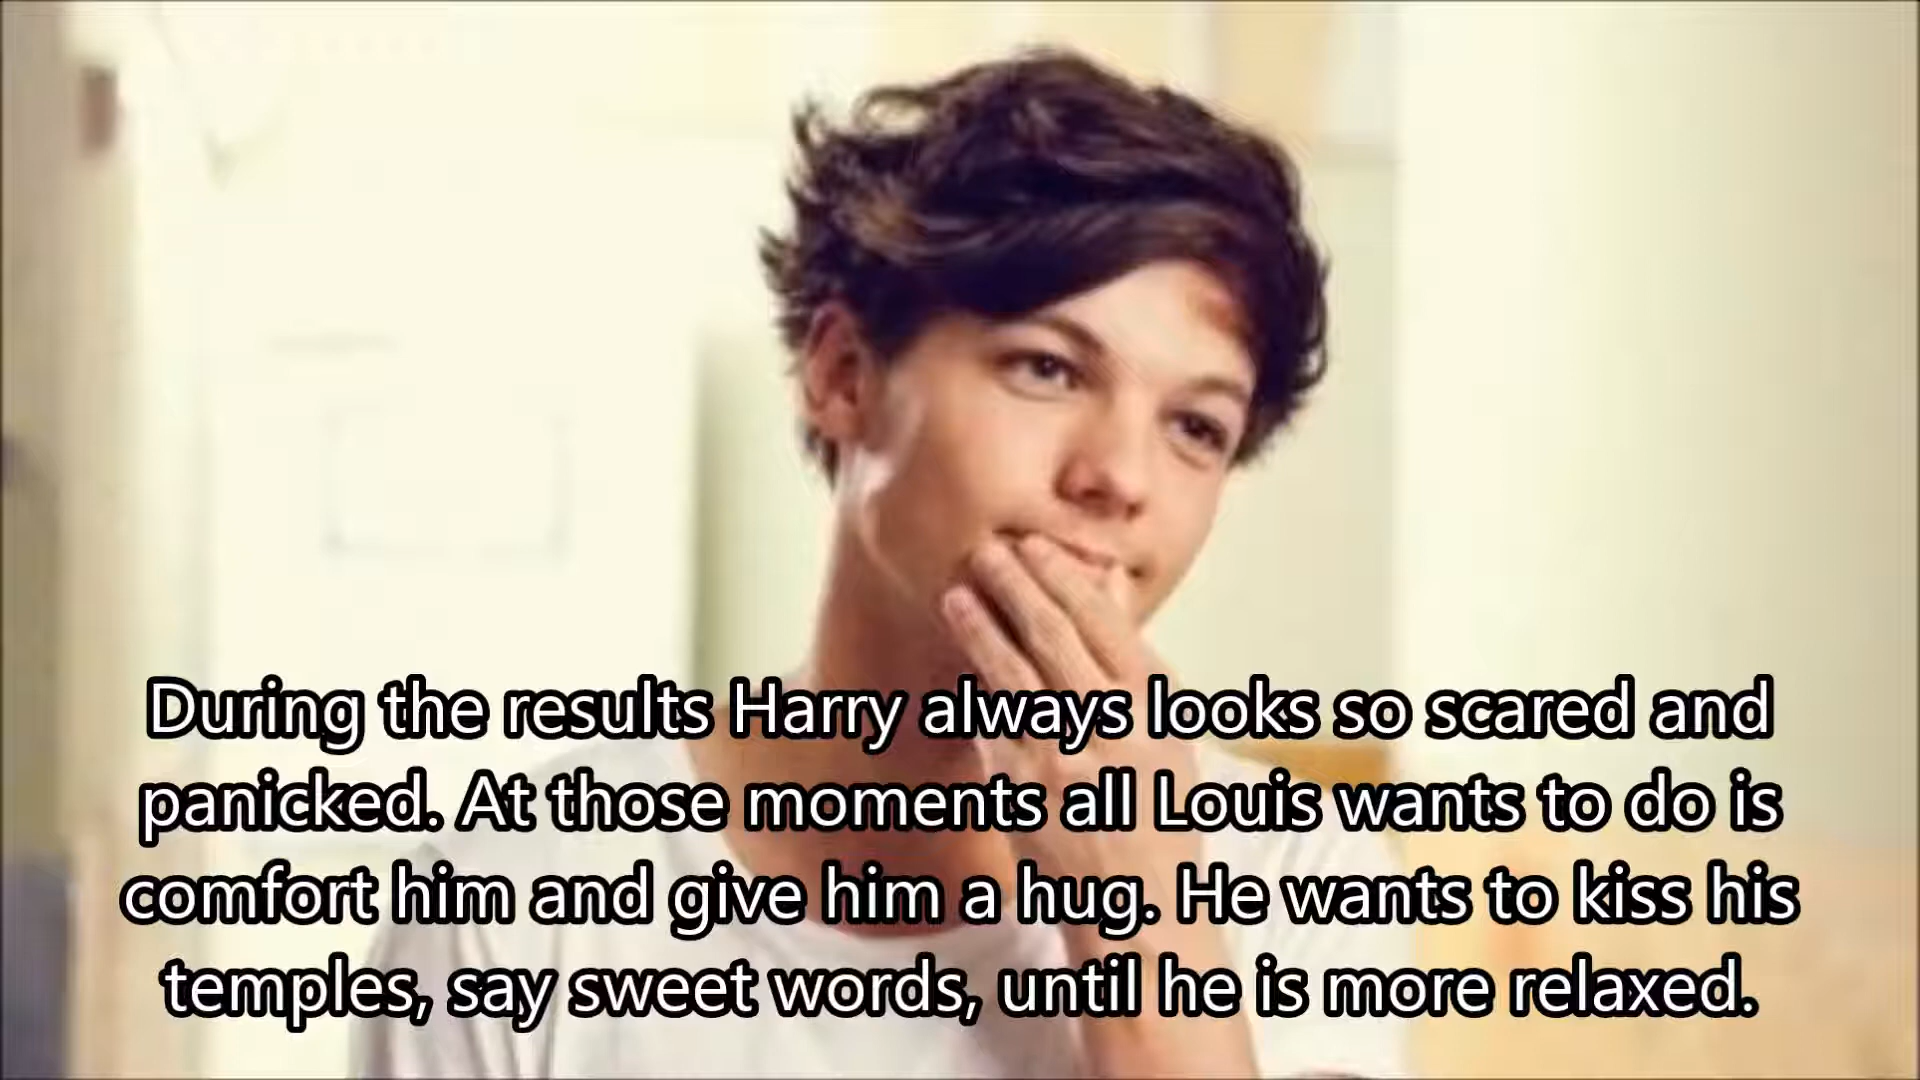 During the results Harry always looks so scared and
panicked. At those moments all Louis wants to do is
comfort him and give him a hug. He wants to kiss his
temples, say sweet words, until he is more relaxed.